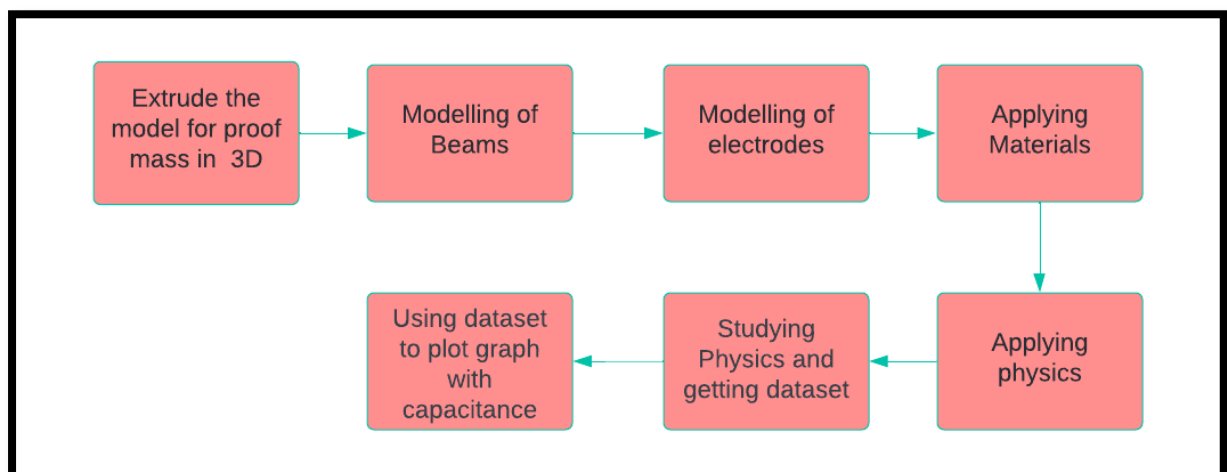 Extrude the
model for proof
mass in 3D
Modelling of
Beams
Modelling of
electrodes
Applying
Materials
Applying
physics
Studying
Physics and
getting dataset
Using dataset
to plot graph
with
capacitance